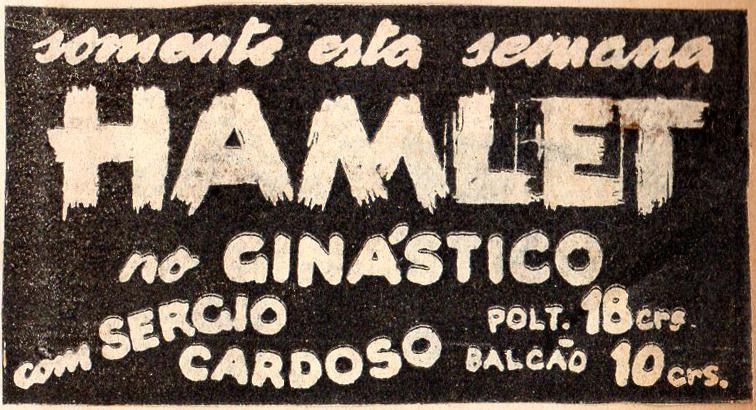 somente esta semana
HAMLET
no GINÁSTICO
com SERGIO CARDOSO
POLT. 18 crs.
BALCÃO 10 crs.